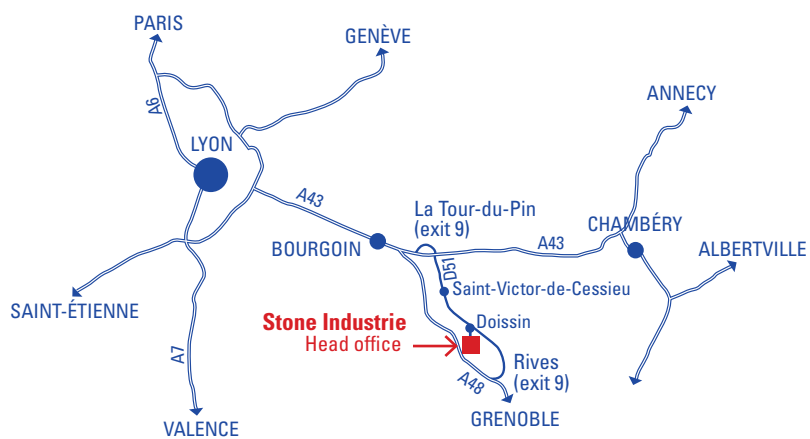 PARIS
GENÈVE
A6
ANNECY
LYON
A43
La Tour-du-Pin
(exit 9)
CHAMBÉRY
BOURGOIN
A43
ALBERTVILLE
D51
Saint-Victor-de-Cessieu
SAINT-ÉTIENNE
Stone Industrie
Head office
Doissin
A7
Rives
(exit 9)
A48
VALENCE
GRENOBLE